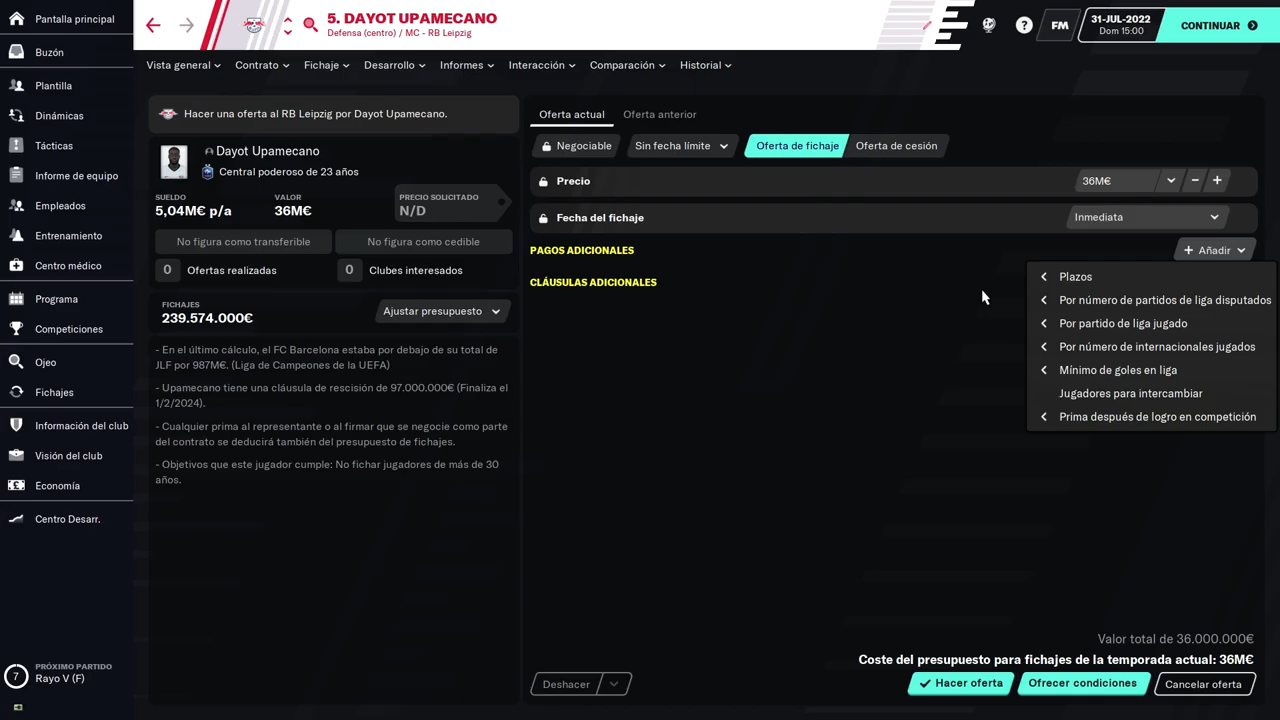 Pantalla principal
Buzón
Plantilla
Dinámicas
Tácticas
Informe de equipo
Empleados
Entrenamiento
Centro médico
Programa
Competiciones
Ojeo
Fichajes
Información del club
Visión del club
Economía
Centro Desarr.
7
PRÓXIMO PARTIDO
Rayo V (F)
5. DAYOT UPAMECANO
Defensa (centro) / MC - RB Leipzig
?
FM
31-JUL-2022
Dom 15:00
CONTINUAR
Vista general
Contrato
Fichaje
Desarrollo
Informes
Interacción
Comparación
Historial
Hacer una oferta al RB Leipzig por Dayot Upamecano.
Dayot Upamecano
Central poderoso de 23 años
SUELDO
5,04M€ p/a
VALOR
36M€
PRECIO SOLICITADO
N/D
No figura como transferible
No figura como cedible
0 Ofertas realizadas
0 Clubes interesados
FICHAJES
239.574.000€
Ajustar presupuesto
- En el último cálculo, el FC Barcelona estaba por debajo de su total de
JLF por 987M€. (Liga de Campeones de la UEFA)
- Upamecano tiene una cláusula de rescisión de 97.000.000€ (Finaliza el
1/2/2024).
- Cualquier prima al representante o al firmar que se negocie como parte
del contrato se deducirá también del presupuesto de fichajes.
- Objetivos que este jugador cumple: No fichar jugadores de más de 30
años.
Oferta actual
Oferta anterior
Negociable
Sin fecha límite
Oferta de fichaje
Oferta de cesión
Precio
36M€
- +
Fecha del fichaje
Inmediata
PAGOS ADICIONALES
+ Añadir
CLÁUSULAS ADICIONALES
Plazos
Por número de partidos de liga disputados
Por partido de liga jugado
Por número de internacionales jugados
Mínimo de goles en liga
Jugadores para intercambiar
Prima después de logro en competición
Valor total de 36.000.000€
Coste del presupuesto para fichajes de la temporada actual: 36M€
Deshacer
Hacer oferta
Ofrecer condiciones
Cancelar oferta